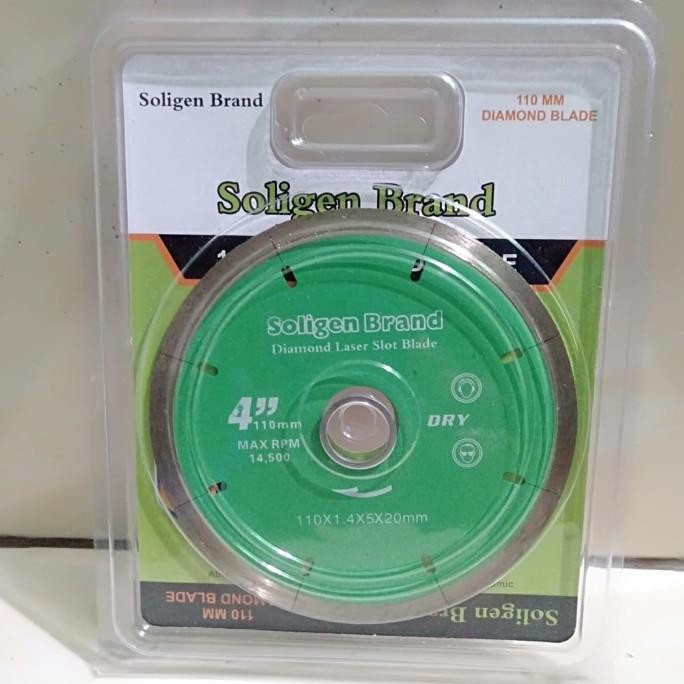 Soligen Brand
110 MM
DIAMOND BLADE
Soligen Brand
Soligen Brand
Diamond Laser Slot Blade
4”
110mm
DRY
MAX RPM
14,500
110X1.4X5X20mm
110 MM
Soligen